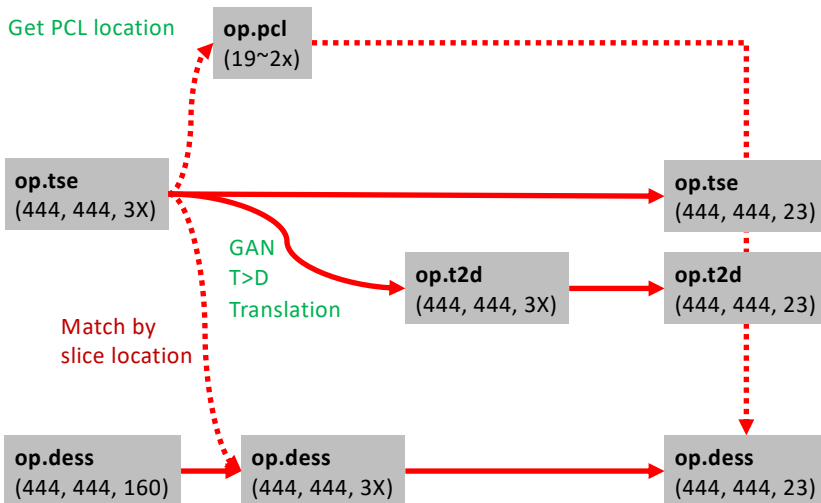 Get PCL location
op.pcl
(19~2x)
op.tse
(444, 444, 3X)
op.tse
(444, 444, 23)
GAN
T>D
Translation
op.t2d
(444, 444, 3X)
op.t2d
(444, 444, 23)
Match by
slice location
op.dess
(444, 444, 160)
op.dess
(444, 444, 3X)
op.dess
(444, 444, 23)